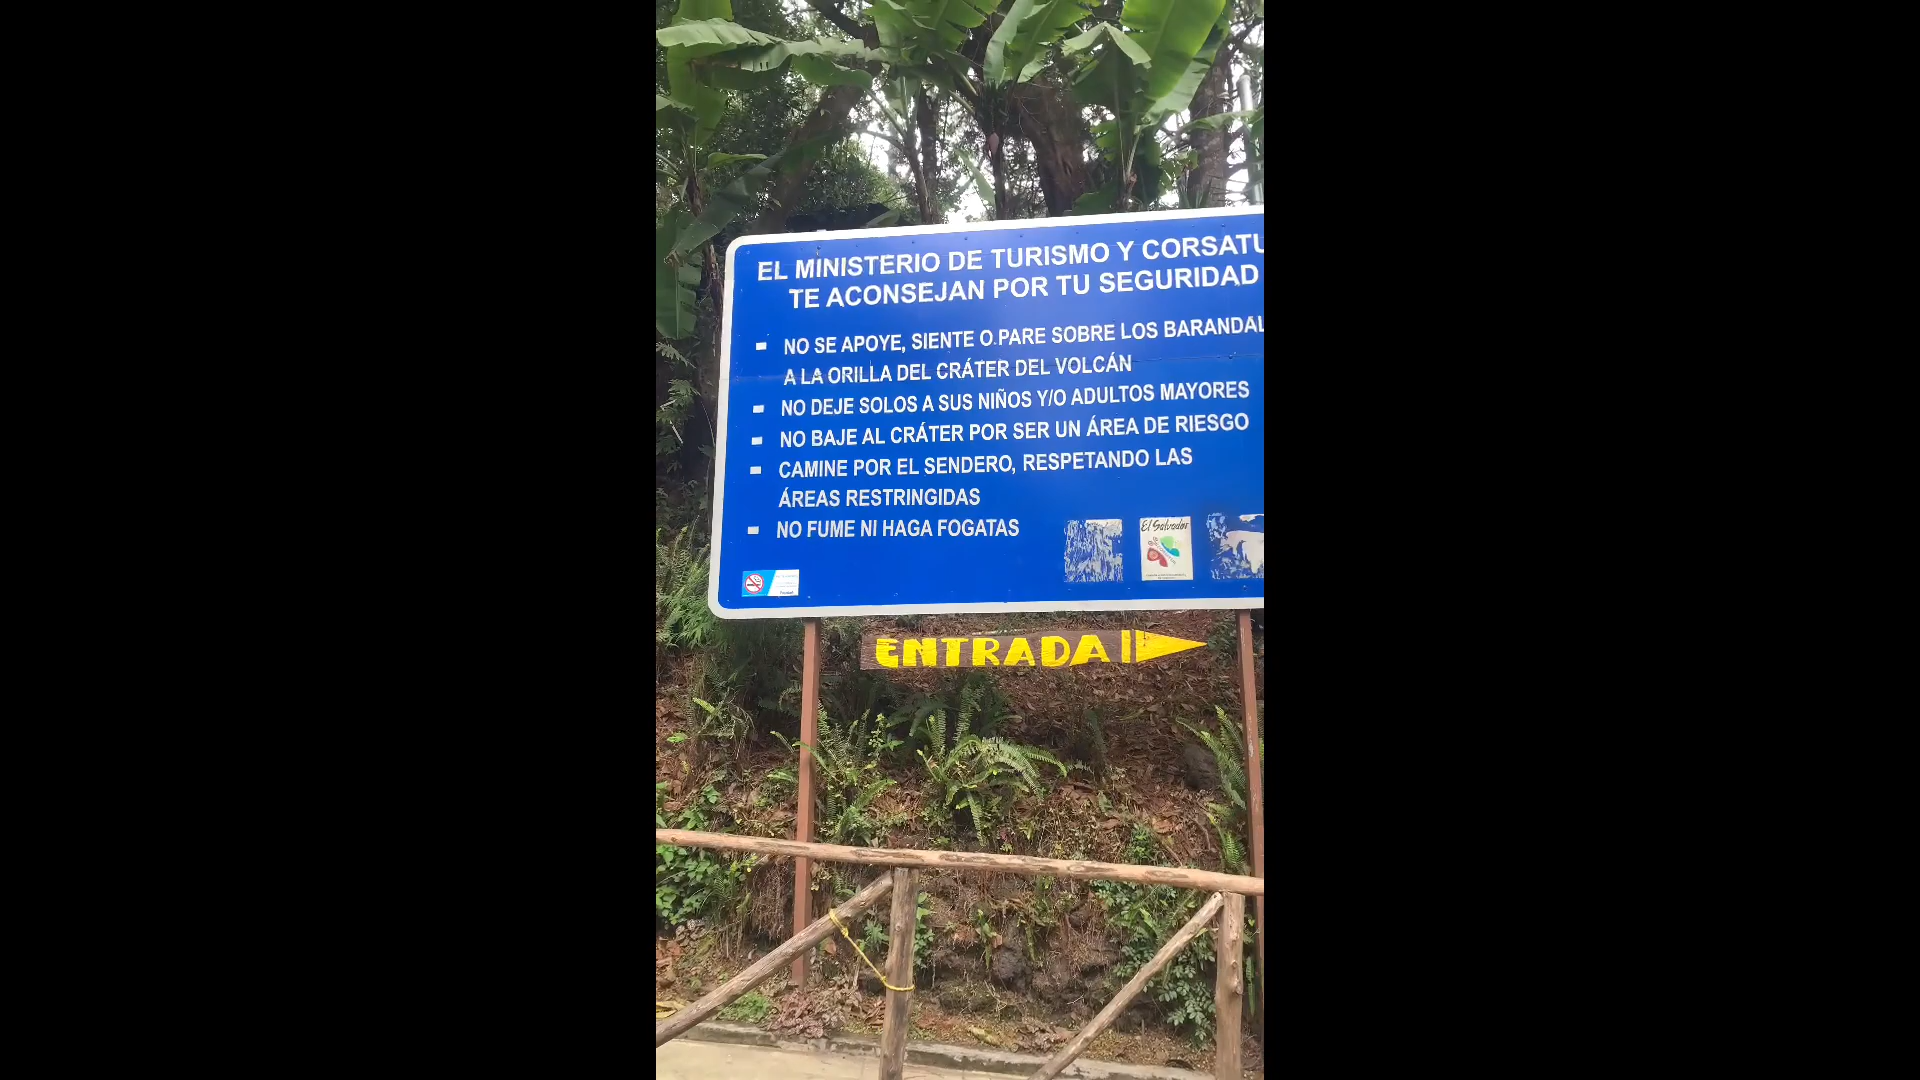 EL MINISTERIO DE TURISMO Y CORSATU
TE ACONSEJAN POR TU SEGURIDAD
NO SE APOYE, SIENTE O PARE SOBRE LOS BARANDAL
A LA ORILLA DEL CRÁTER DEL VOLCÁN
NO DEJE SOLOS A SUS NIÑOS Y/O ADULTOS MAYORES
NO BAJE AL CRÁTER POR SER UN ÁREA DE RIESGO
CAMINE POR EL SENDERO, RESPETANDO LAS
ÁREAS RESTRINGIDAS
NO FUME NI HAGA FOGATAS
El Salvador
ENTRADA